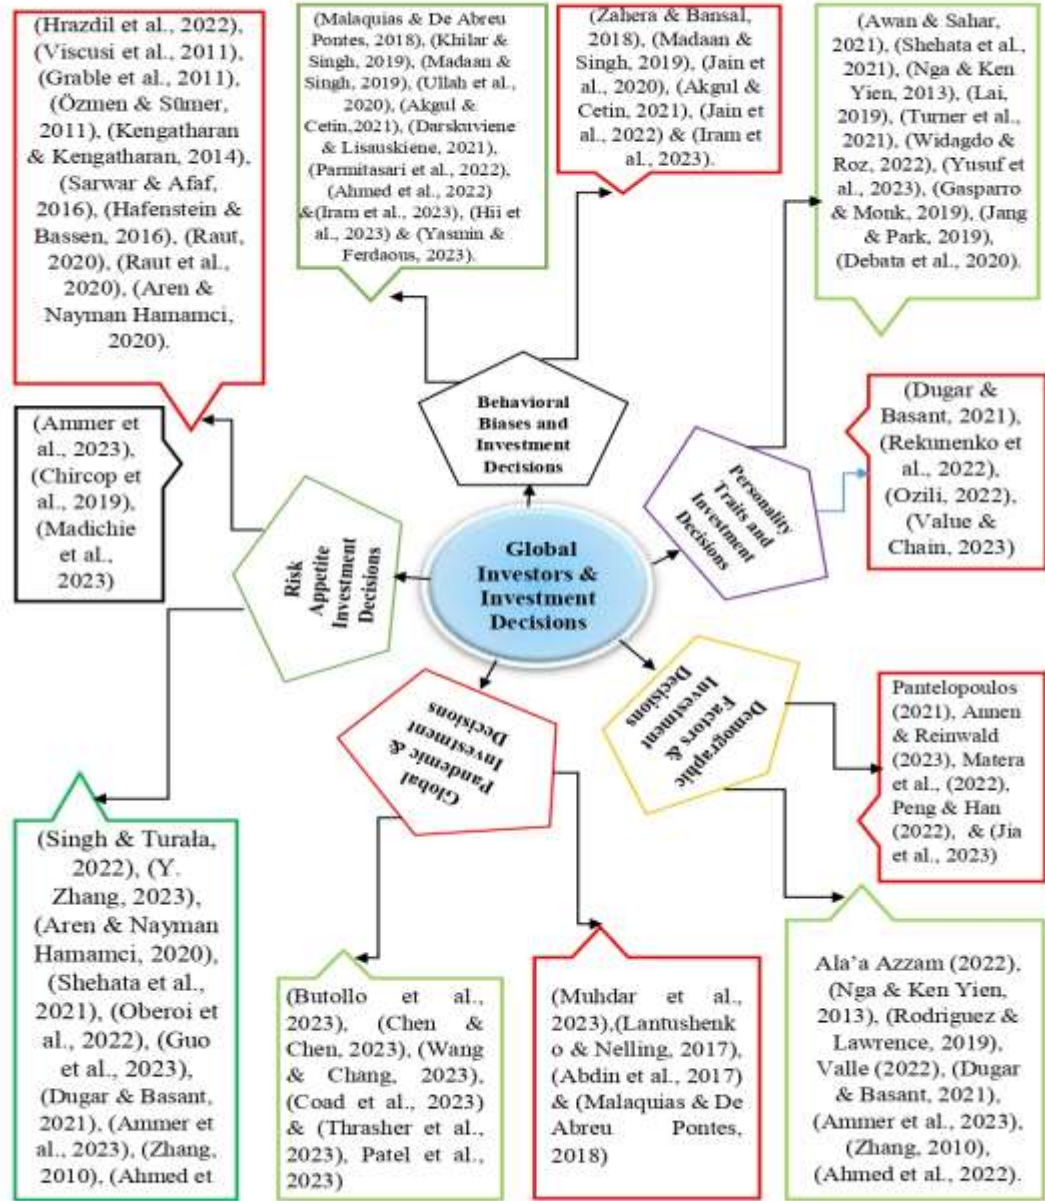 (Hrazdil et al., 2022),
(Viscusi et al., 2011),
(Grable et al., 2011),
(Özmen & Sümer,
2011), (Kengatharan
& Kengatharan, 2014),
(Sarwar & Afaf,
2016), (Hafenstein &
Bassen, 2016), (Raut,
2020), (Raut et al.,
2020), (Aren &
Nayman Hamamci,
2020).
(Malaquias & De Abreu
Pontes, 2018), (Khilar &
Singh, 2019), (Madaan &
Singh, 2019), (Ullah et al.,
2020), (Akgul &
Cetin,2021), (Darskuviene
& Lisauskiene, 2021),
(Parmitasari et al., 2022),
(Ahmed et al., 2022)
&(Iram et al., 2023), (Hii et
al., 2023) & (Yasmin &
Ferdaous, 2023).
(Zahera & Bansal,
2018), (Madaan &
Singh, 2019), (Jain
et al., 2020),
(Akgul & Cetin,
2021), (Jain et al.,
2022) & (Iram et
al., 2023).
(Awan & Sahar,
2021), (Shehata et al.,
2021), (Nga & Ken
Yien, 2013), (Lai,
2019), (Turner et al.,
2021), (Widagdo &
Roz, 2022), (Yusuf et
al., 2023), (Gasparro
& Monk, 2019), (Jang
& Park, 2019),
(Debata et al., 2020).
Behavioral
Biases and
Investment
Decisions
(Ammer et
al., 2023),
(Chircop et
al., 2019),
(Madichie
et al.,
2023)
Risk
Appetite
Investment
Decisions
Global
Investors &
Investment
Decisions
Personality
Traits and
Investment
Decisions
(Dugar &
Basant, 2021),
(Rekunenko et
al., 2022),
(Ozili, 2022),
(Value &
Chain, 2023)
Global
Pandemic &
Investment
Decisions
Demographic
Factors &
Investment
Decisions
Pantelopoulos
(2021), Annen
& Reinwald
(2023), Matera
et al., (2022),
Peng & Han
(2022), & (Jia
et al., 2023)
(Singh & Turała,
2022), (Y.
Zhang, 2023),
(Aren & Nayman
Hamamci, 2020),
(Shehata et al.,
2021), (Oberoi et
al., 2022), (Guo
et al., 2023),
(Dugar & Basant,
2021), (Ammer et
al., 2023), (Zhang,
2010), (Ahmed et
(Butollo et al.,
2023), (Chen &
Chen, 2023), (Wang
& Chang, 2023),
(Coad et al., 2023)
& (Thrasher et al.,
2023), Patel et al.,
2023)
(Muhdar et al.,
2023),(Lantushenk
o & Nelling, 2017),
(Abdin et al., 2017)
& (Malaquias & De
Abreu Pontes,
2018)
Ala'a Azzam (2022),
(Nga & Ken Yien,
2013), (Rodriguez &
Lawrence, 2019),
Valle (2022), (Dugar
& Basant, 2021),
(Ammer et al., 2023),
(Zhang, 2010),
(Ahmed et al., 2022).